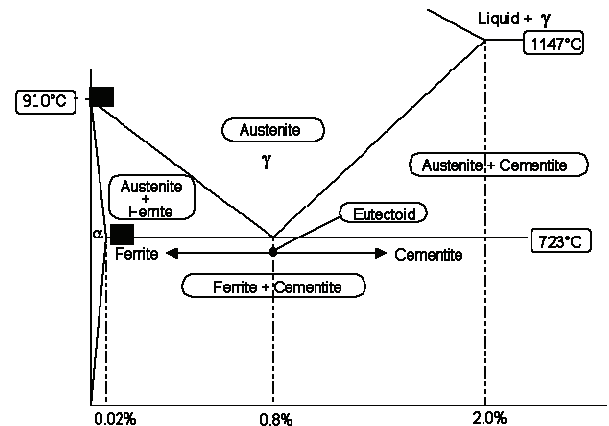 Liquid + γ
1147°C
910°C
Austenite
γ
Austenite + Cementite
Austenite
+
Ferrite
Eutectoid
α
723°C
Ferrite
Cementite
Ferrite + Cementite
0.02%
0.8%
2.0%